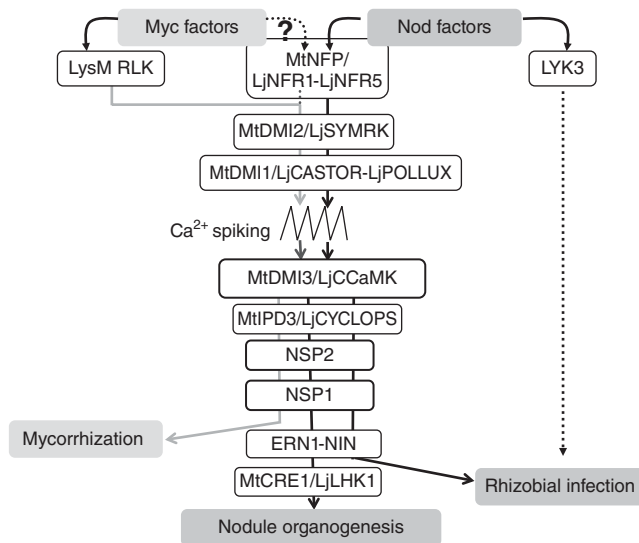 Myc factors
?
Nod factors
LysM RLK
MtNFP/
LjNFR1-LjNFR5
LYK3
MtDMI2/LjSYMRK
MtDMI1/LjCASTOR-LjPOLLUX
Ca2+ spiking
MtDMI3/LjCCaMK
MtIPD3/LjCYCLOPS
NSP2
NSP1
Mycorrhization
ERN1-NIN
MtCRE1/LjLHK1
Rhizobial infection
Nodule organogenesis